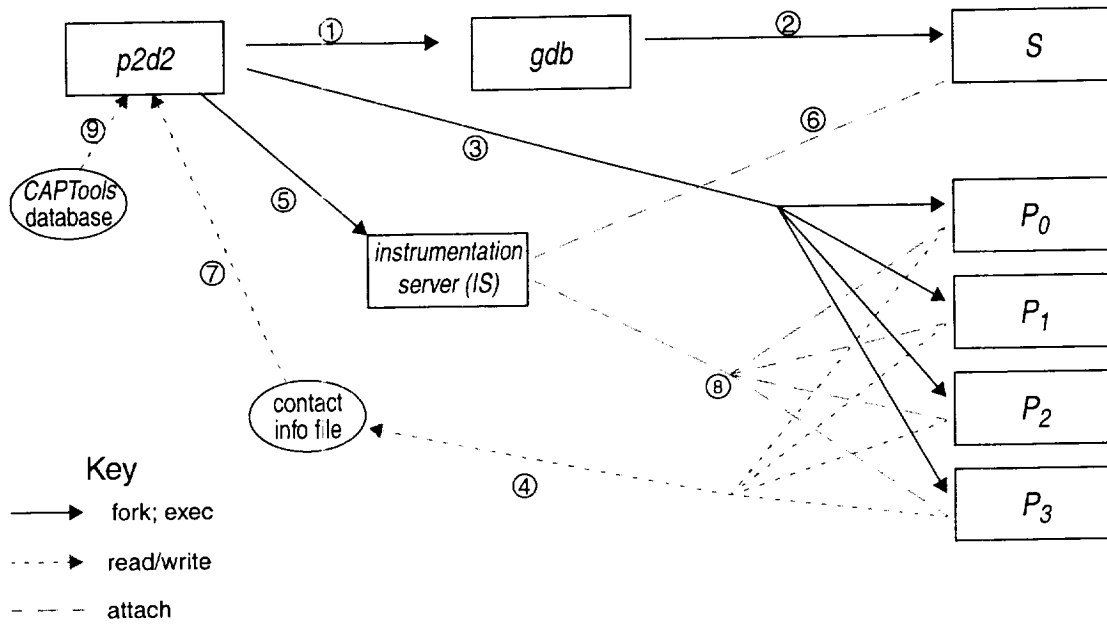 ①
②
p2d2
gdb
S
⑨
⑥
③
CAPTools
database
⑤
P0
instrumentation
server (IS)
⑦
P1
⑧
contact
info file
P2
Key
④
P3
fork; exec
read/write
attach